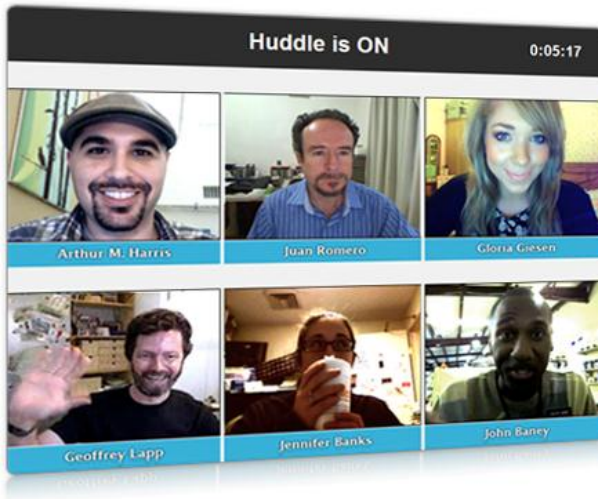 Huddle is ON
0:05:17
Arthur M. Harris
Juan Romero
Gloria Giesen
Geoffrey Lapp
Jennifer Banks
John Baney